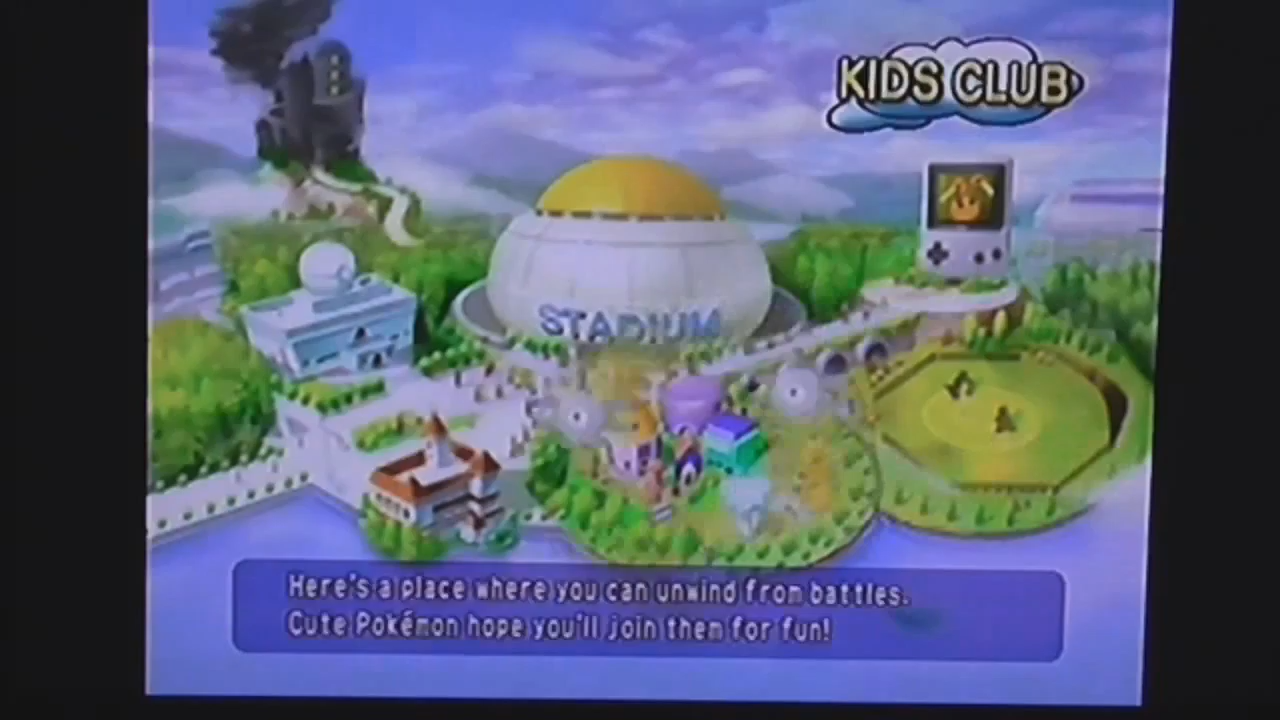 KIDS CLUB
STADIUM
Here's a place where you can unwind from battles.
Cute Pokémon hope you'll join them for fun!